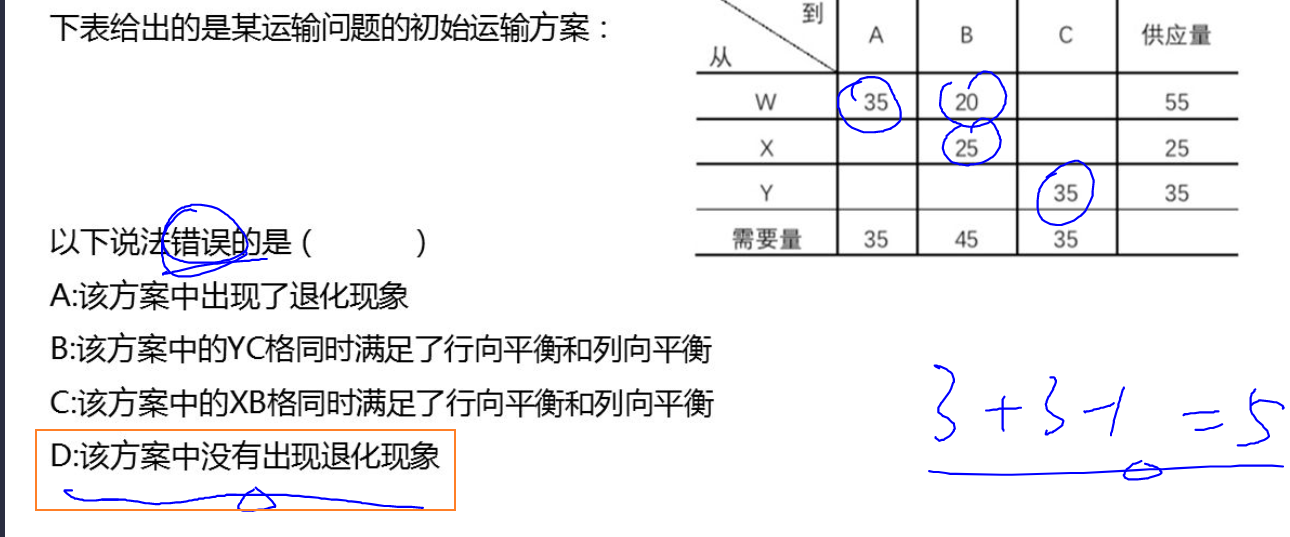 下表给出的是某运输问题的初始运输方案：
到
从 A B C 供应量
W 35 20 55
X 25 25
Y 35 35
需要量 35 45 35
以下说法错误的是（ ）
A:该方案中出现了退化现象
B:该方案中的YC格同时满足了行向平衡和列向平衡
C:该方案中的XB格同时满足了行向平衡和列向平衡
D:该方案中没有出现退化现象
3+3-1=5